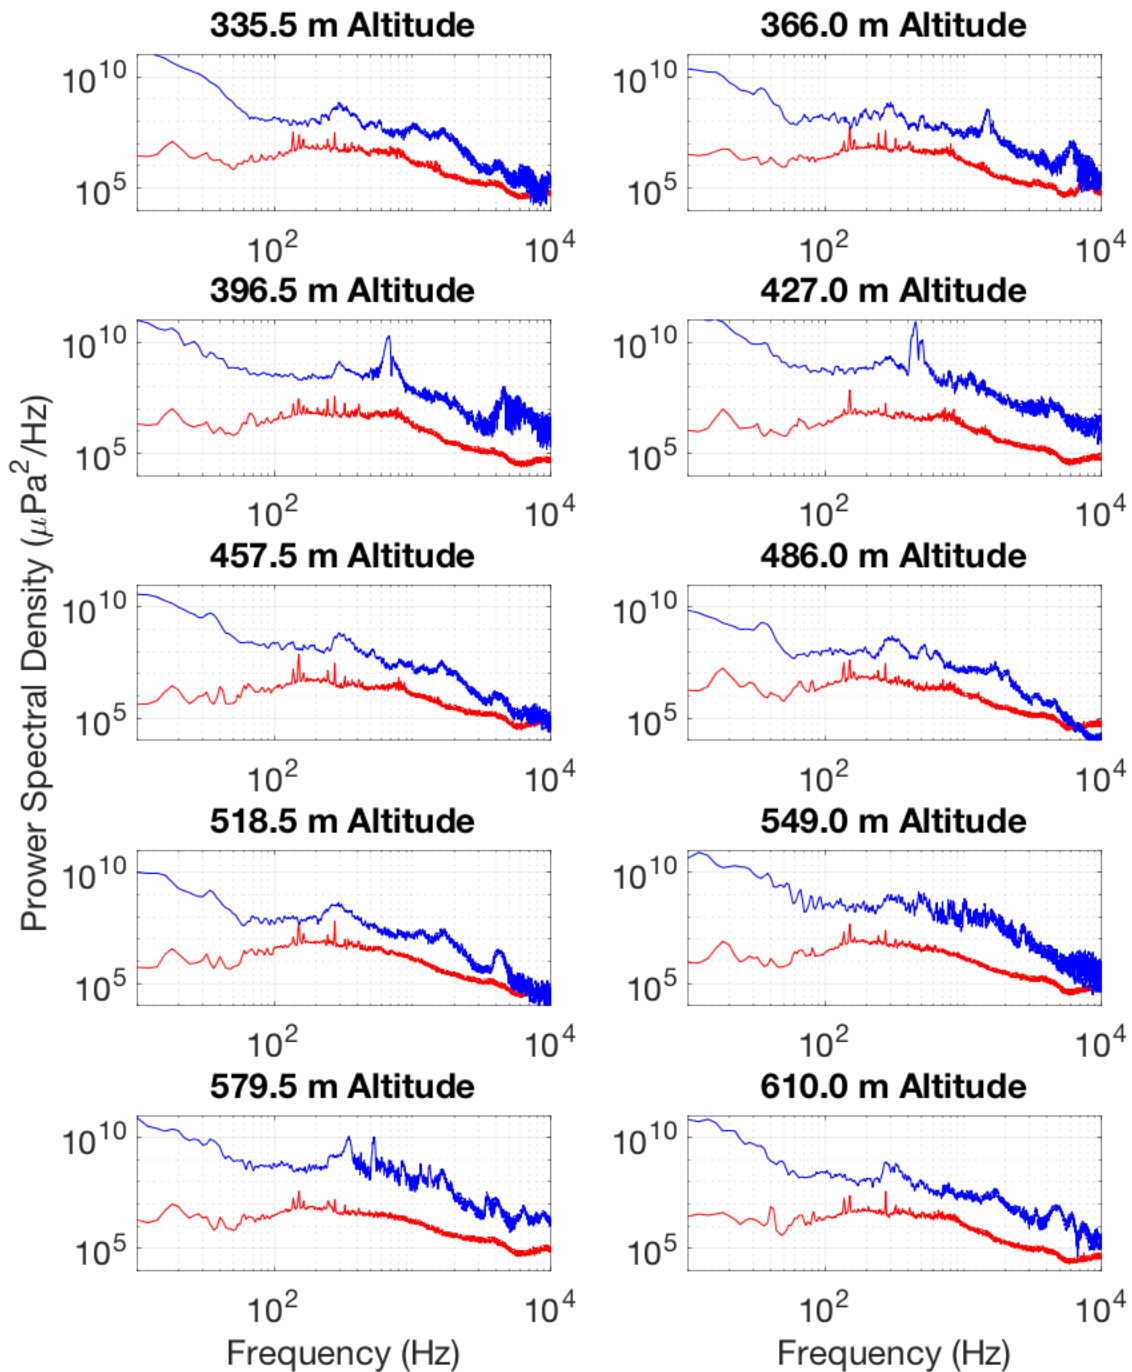 335.5 m Altitude 366.0 m Altitude
10^10 10^10
10^5 10^5
10^2 10^4 10^2 10^4
396.5 m Altitude 427.0 m Altitude
10^10 10^10
10^5 10^5
10^2 10^4 10^2 10^4
457.5 m Altitude 486.0 m Altitude
10^10 10^10
10^5 10^5
10^2 10^4 10^2 10^4
518.5 m Altitude 549.0 m Altitude
10^10 10^10
10^5 10^5
10^2 10^4 10^2 10^4
579.5 m Altitude 610.0 m Altitude
10^10 10^10
10^5 10^5
10^2 10^4 10^2 10^4
Frequency (Hz) Frequency (Hz)
Prower Spectral Density (μPa²/Hz)